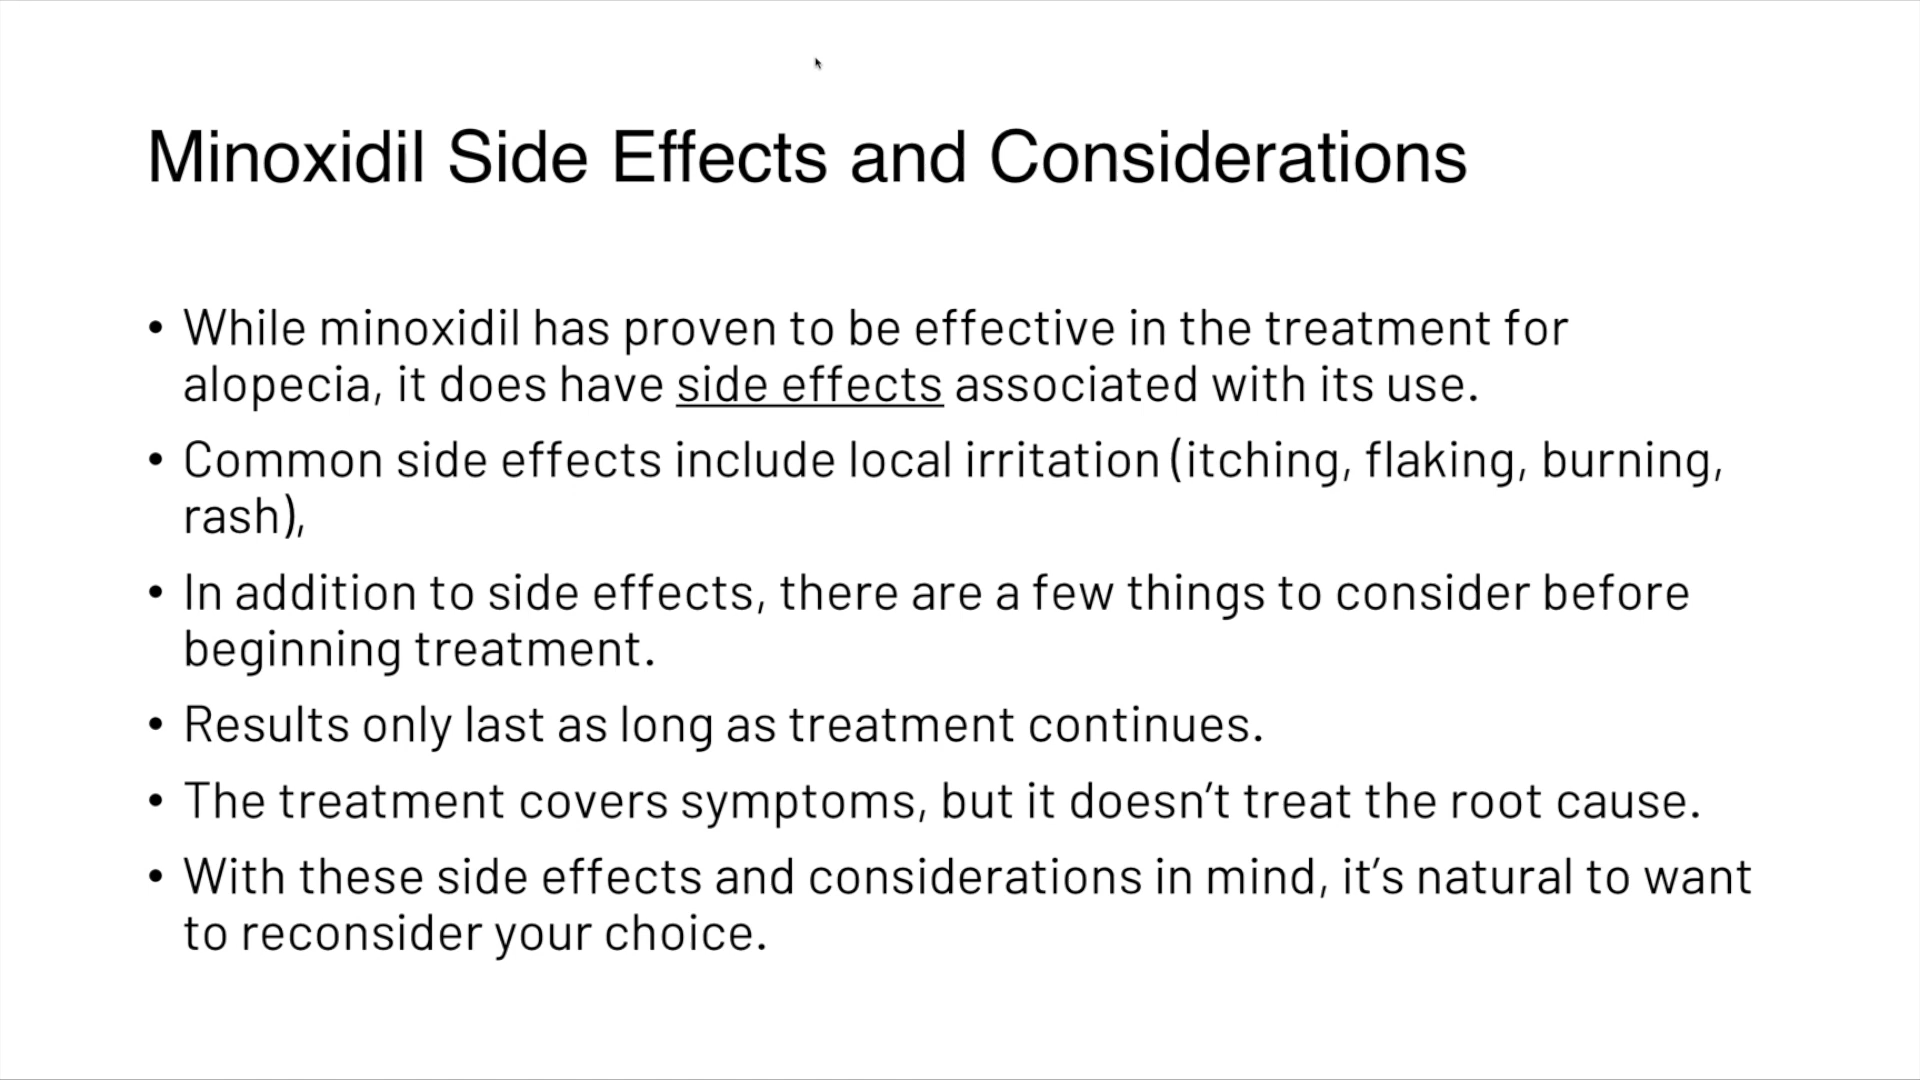 Minoxidil Side Effects and Considerations
• While minoxidil has proven to be effective in the treatment for
alopecia, it does have side effects associated with its use.
• Common side effects include local irritation (itching, flaking, burning,
rash),
• In addition to side effects, there are a few things to consider before
beginning treatment.
• Results only last as long as treatment continues.
• The treatment covers symptoms, but it doesn’t treat the root cause.
• With these side effects and considerations in mind, it’s natural to want
to reconsider your choice.